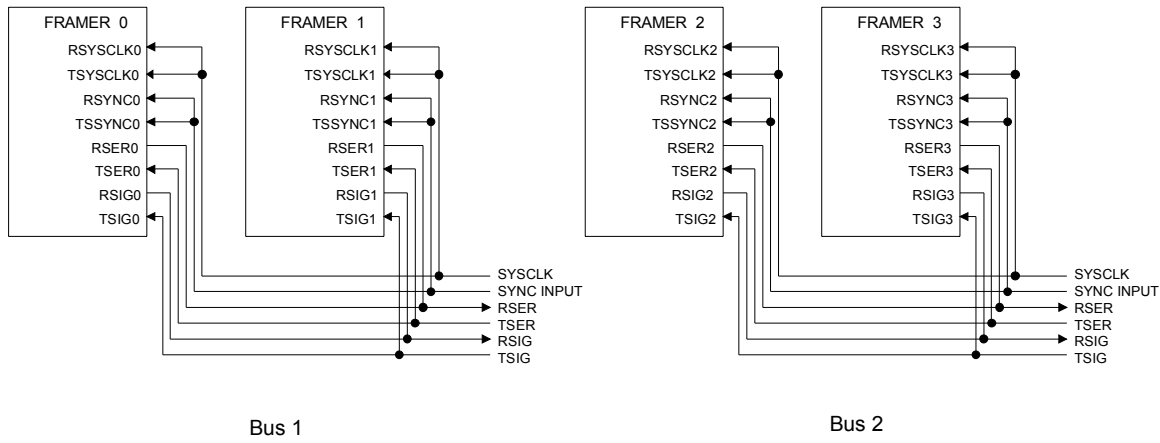 FRAMER 0
RSYSCLK0
TSYSCLK0
RSYNC0
TSSYNC0
RSER0
TSER0
RSIG0
TSIG0
FRAMER 1
RSYSCLK1
TSYSCLK1
RSYNC1
TSSYNC1
RSER1
TSER1
RSIG1
TSIG1
SYSCLK
SYNC INPUT
RSER
TSER
RSIG
TSIG
Bus 1
FRAMER 2
RSYSCLK2
TSYSCLK2
RSYNC2
TSSYNC2
RSER2
TSER2
RSIG2
TSIG2
FRAMER 3
RSYSCLK3
TSYSCLK3
RSYNC3
TSSYNC3
RSER3
TSER3
RSIG3
TSIG3
SYSCLK
SYNC INPUT
RSER
TSER
RSIG
TSIG
Bus 2